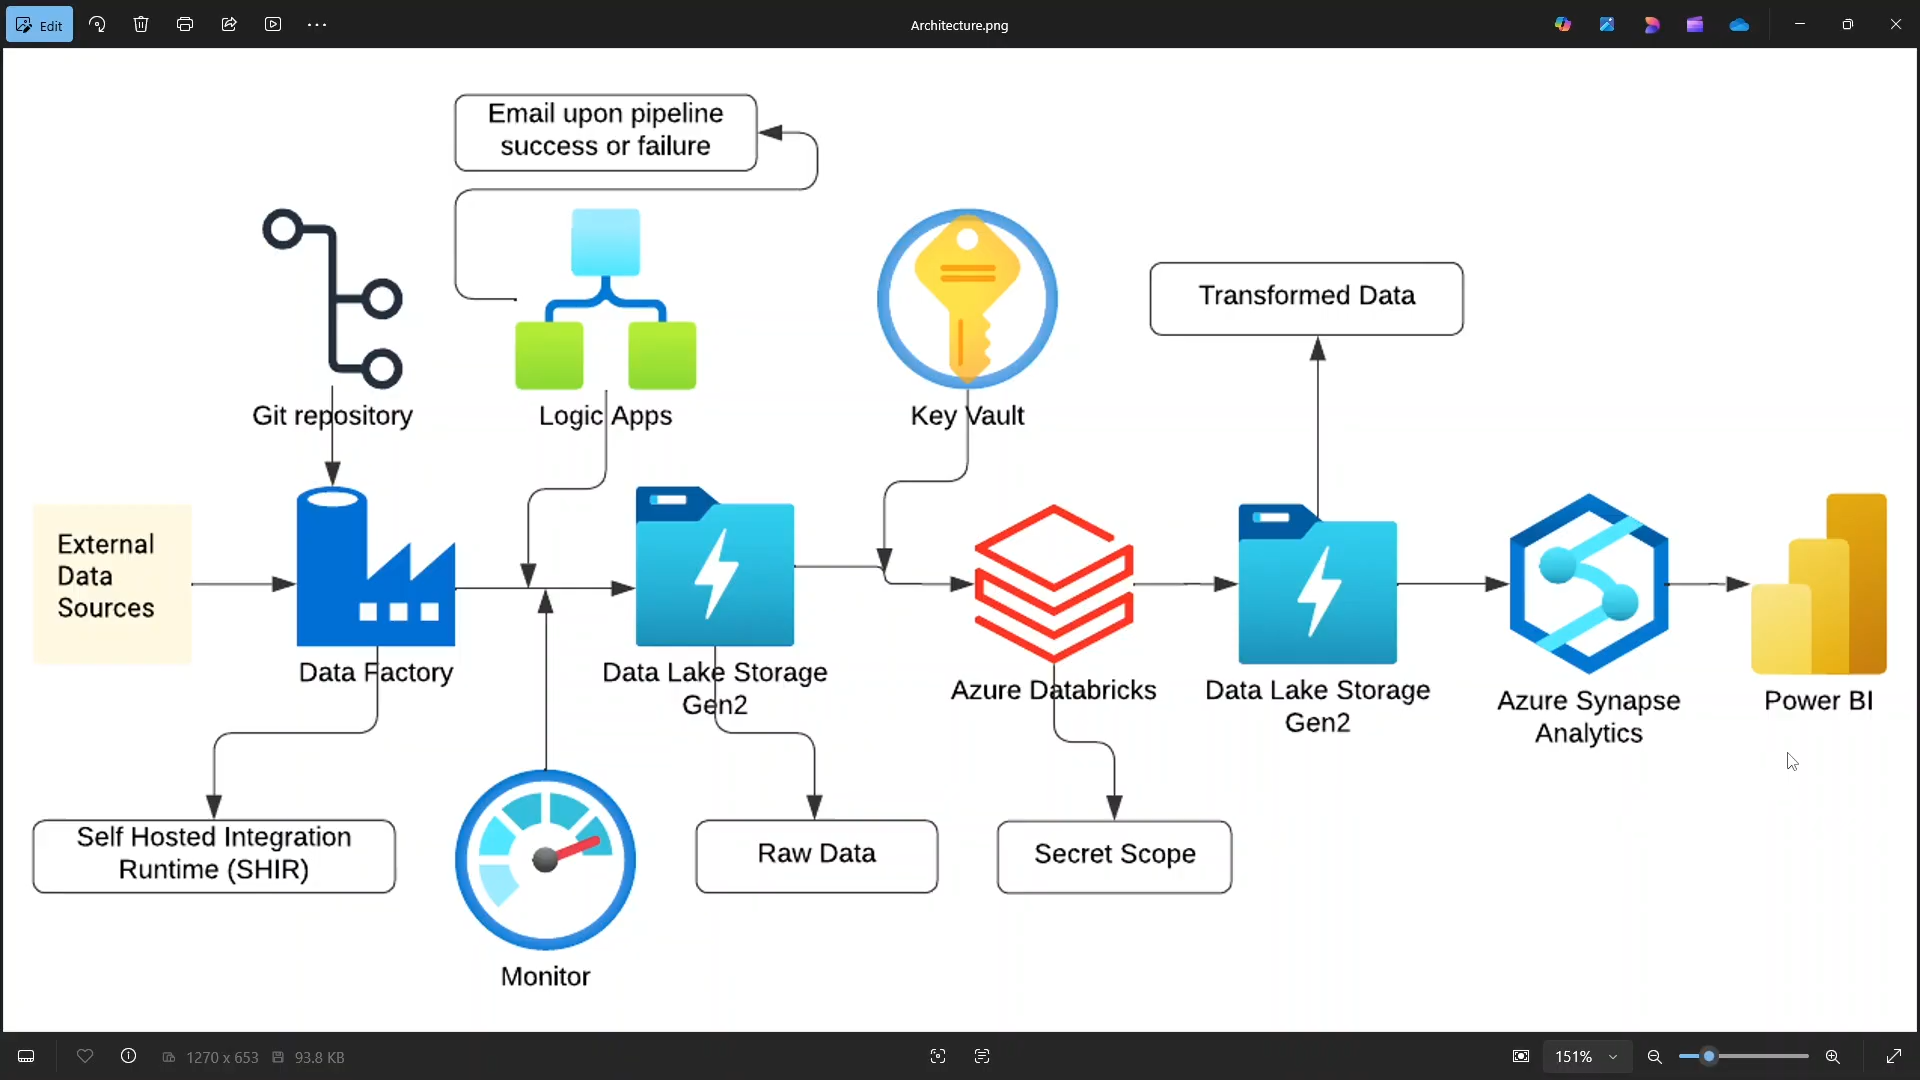 Edit
Architecture.png
Email upon pipeline
success or failure
Transformed Data
Git repository
Logic Apps
Key Vault
External
Data
Sources
Data Factory
Data Lake Storage
Gen2
Azure Databricks
Data Lake Storage
Gen2
Azure Synapse
Analytics
Power BI
Self Hosted Integration
Runtime (SHIR)
Raw Data
Secret Scope
Monitor
1270 x 653
93.8 KB
151%